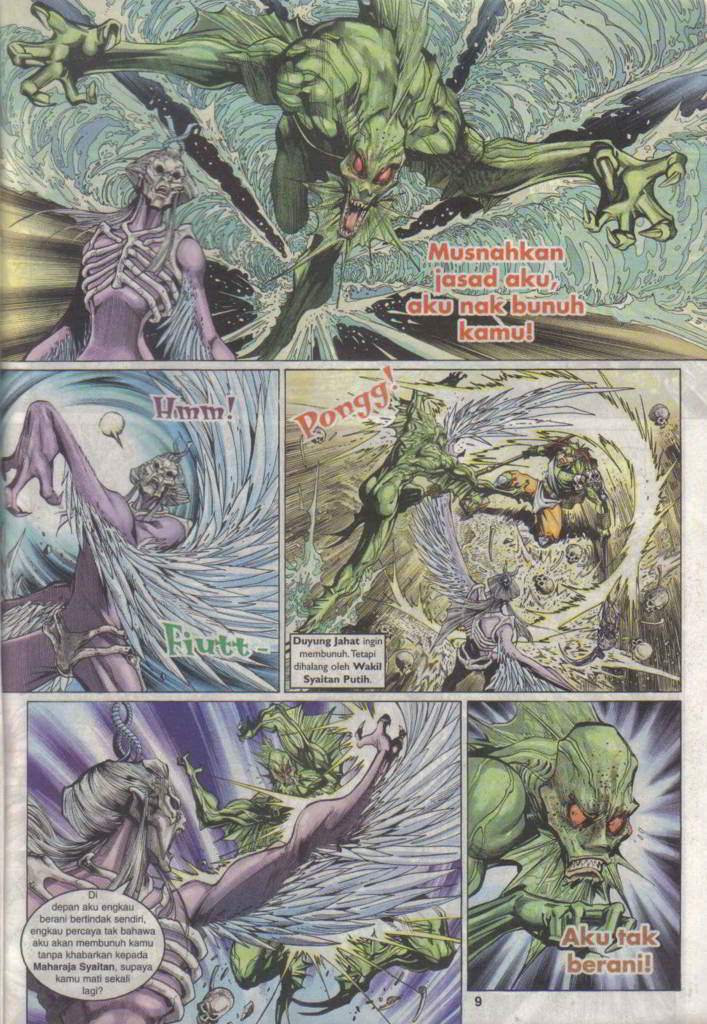 Musnahkan
jasad aku,
aku nak bunuh
kamu!
Hmm!
Fiutt-
Pongg!
Duyung Jahat ingin
membunuh. Tetapi
dihalang oleh Wakil
Syaitan Putih.
Di
depan aku engkau
berani bertindak sendiri,
engkau percaya tak bahawa
aku akan membunuh kamu
tanpa khabarkan kepada
Maharaja Syaitan, supaya
kamu mati sekali
lagi?
Aku tak
berani!
9